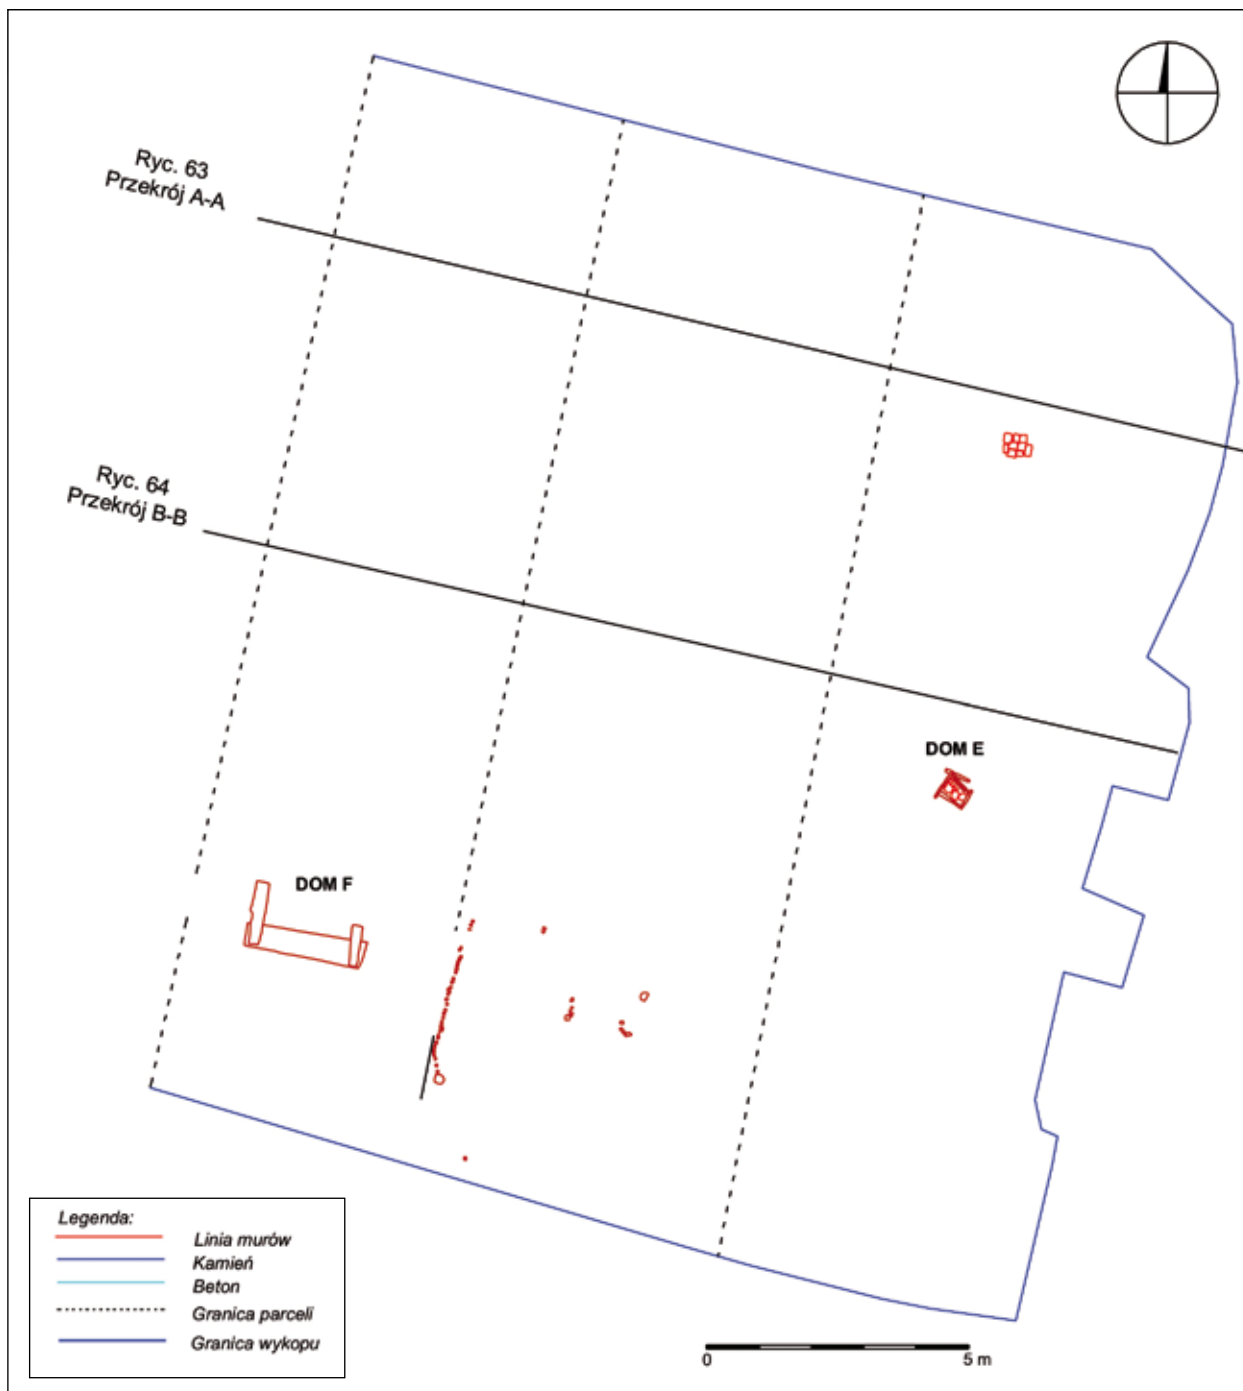 Ryc. 63
Przekrój A-A
Ryc. 64
Przekrój B-B
DOM E
DOM F
Legenda:
Linia murów
Kamień
Beton
Granica parceli
Granica wykopu
0 5 m